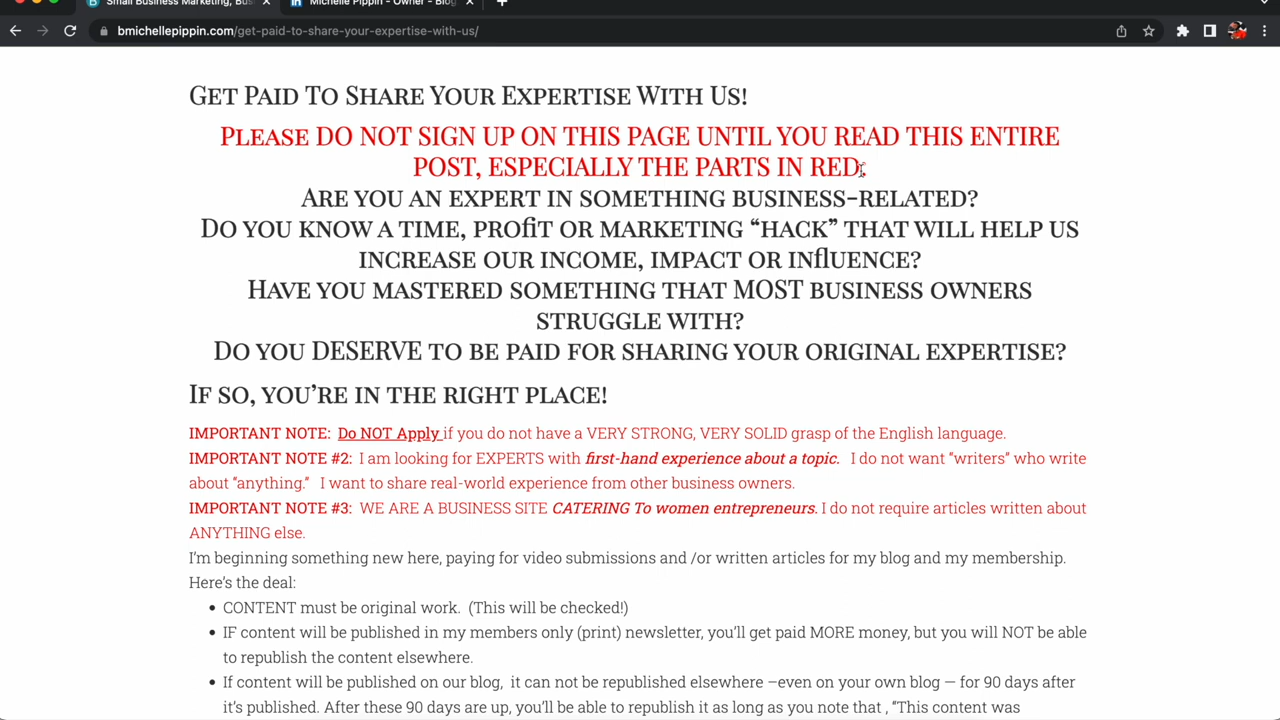 Small Business Marketing, Bus
Michelle Pippin - Owner - Blog
bmichellepippin.com/get-paid-to-share-your-expertise-with-us/
Get Paid To Share Your Expertise With Us!
Please DO NOT SIGN UP ON THIS PAGE UNTIL YOU READ THIS ENTIRE
POST, ESPECIALLY THE PARTS IN RED.
Are you an expert in something business-related?
Do you know a time, profit or marketing “hack” that will help us
increase our income, impact or influence?
Have you mastered something that MOST business owners
struggle with?
Do you DESERVE to be paid for sharing your original expertise?
If so, you’re in the right place!
IMPORTANT NOTE: Do NOT Apply if you do not have a VERY STRONG, VERY SOLID grasp of the English language.
IMPORTANT NOTE #2: I am looking for EXPERTS with first-hand experience about a topic. I do not want “writers” who write
about “anything.” I want to share real-world experience from other business owners.
IMPORTANT NOTE #3: WE ARE A BUSINESS SITE CATERING To women entrepreneurs. I do not require articles written about
ANYTHING else.
I’m beginning something new here, paying for video submissions and /or written articles for my blog and my membership.
Here’s the deal:
• CONTENT must be original work. (This will be checked!)
• IF content will be published in my members only (print) newsletter, you’ll get paid MORE money, but you will NOT be able
to republish the content elsewhere.
• If content will be published on our blog, it can not be republished elsewhere –even on your own blog — for 90 days after
it’s published. After these 90 days are up, you’ll be able to republish it as long as you note that , “This content was